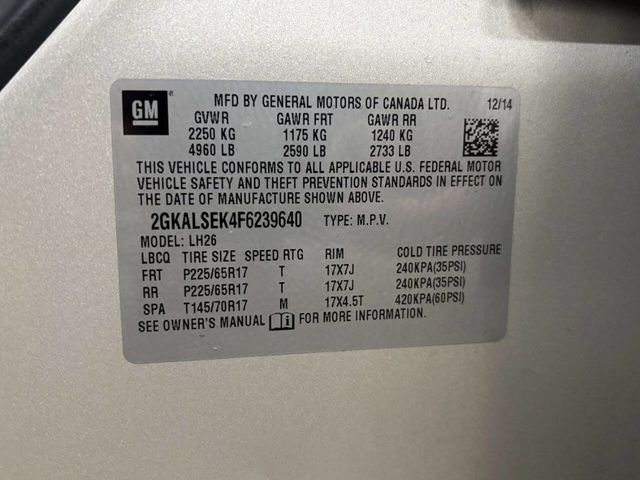 GM MFD BY GENERAL MOTORS OF CANADA LTD. 12/14
GVWR GAWR FRT GAWR RR
2250 KG 1175 KG 1240 KG
4960 LB 2590 LB 2733 LB
THIS VEHICLE CONFORMS TO ALL APPLICABLE U.S. FEDERAL MOTOR
VEHICLE SAFETY AND THEFT PREVENTION STANDARDS IN EFFECT ON
THE DATE OF MANUFACTURE SHOWN ABOVE.
2GKALSEK4F6239640 TYPE: M.P.V.
MODEL: LH26
LBCQ TIRE SIZE SPEED RTG RIM COLD TIRE PRESSURE
FRT P225/65R17 T 17X7J 240KPA(35PSI)
RR P225/65R17 T 17X7J 240KPA(35PSI)
SPA T145/70R17 M 17X4.5T 420KPA(60PSI)
SEE OWNER'S MANUAL i FOR MORE INFORMATION.